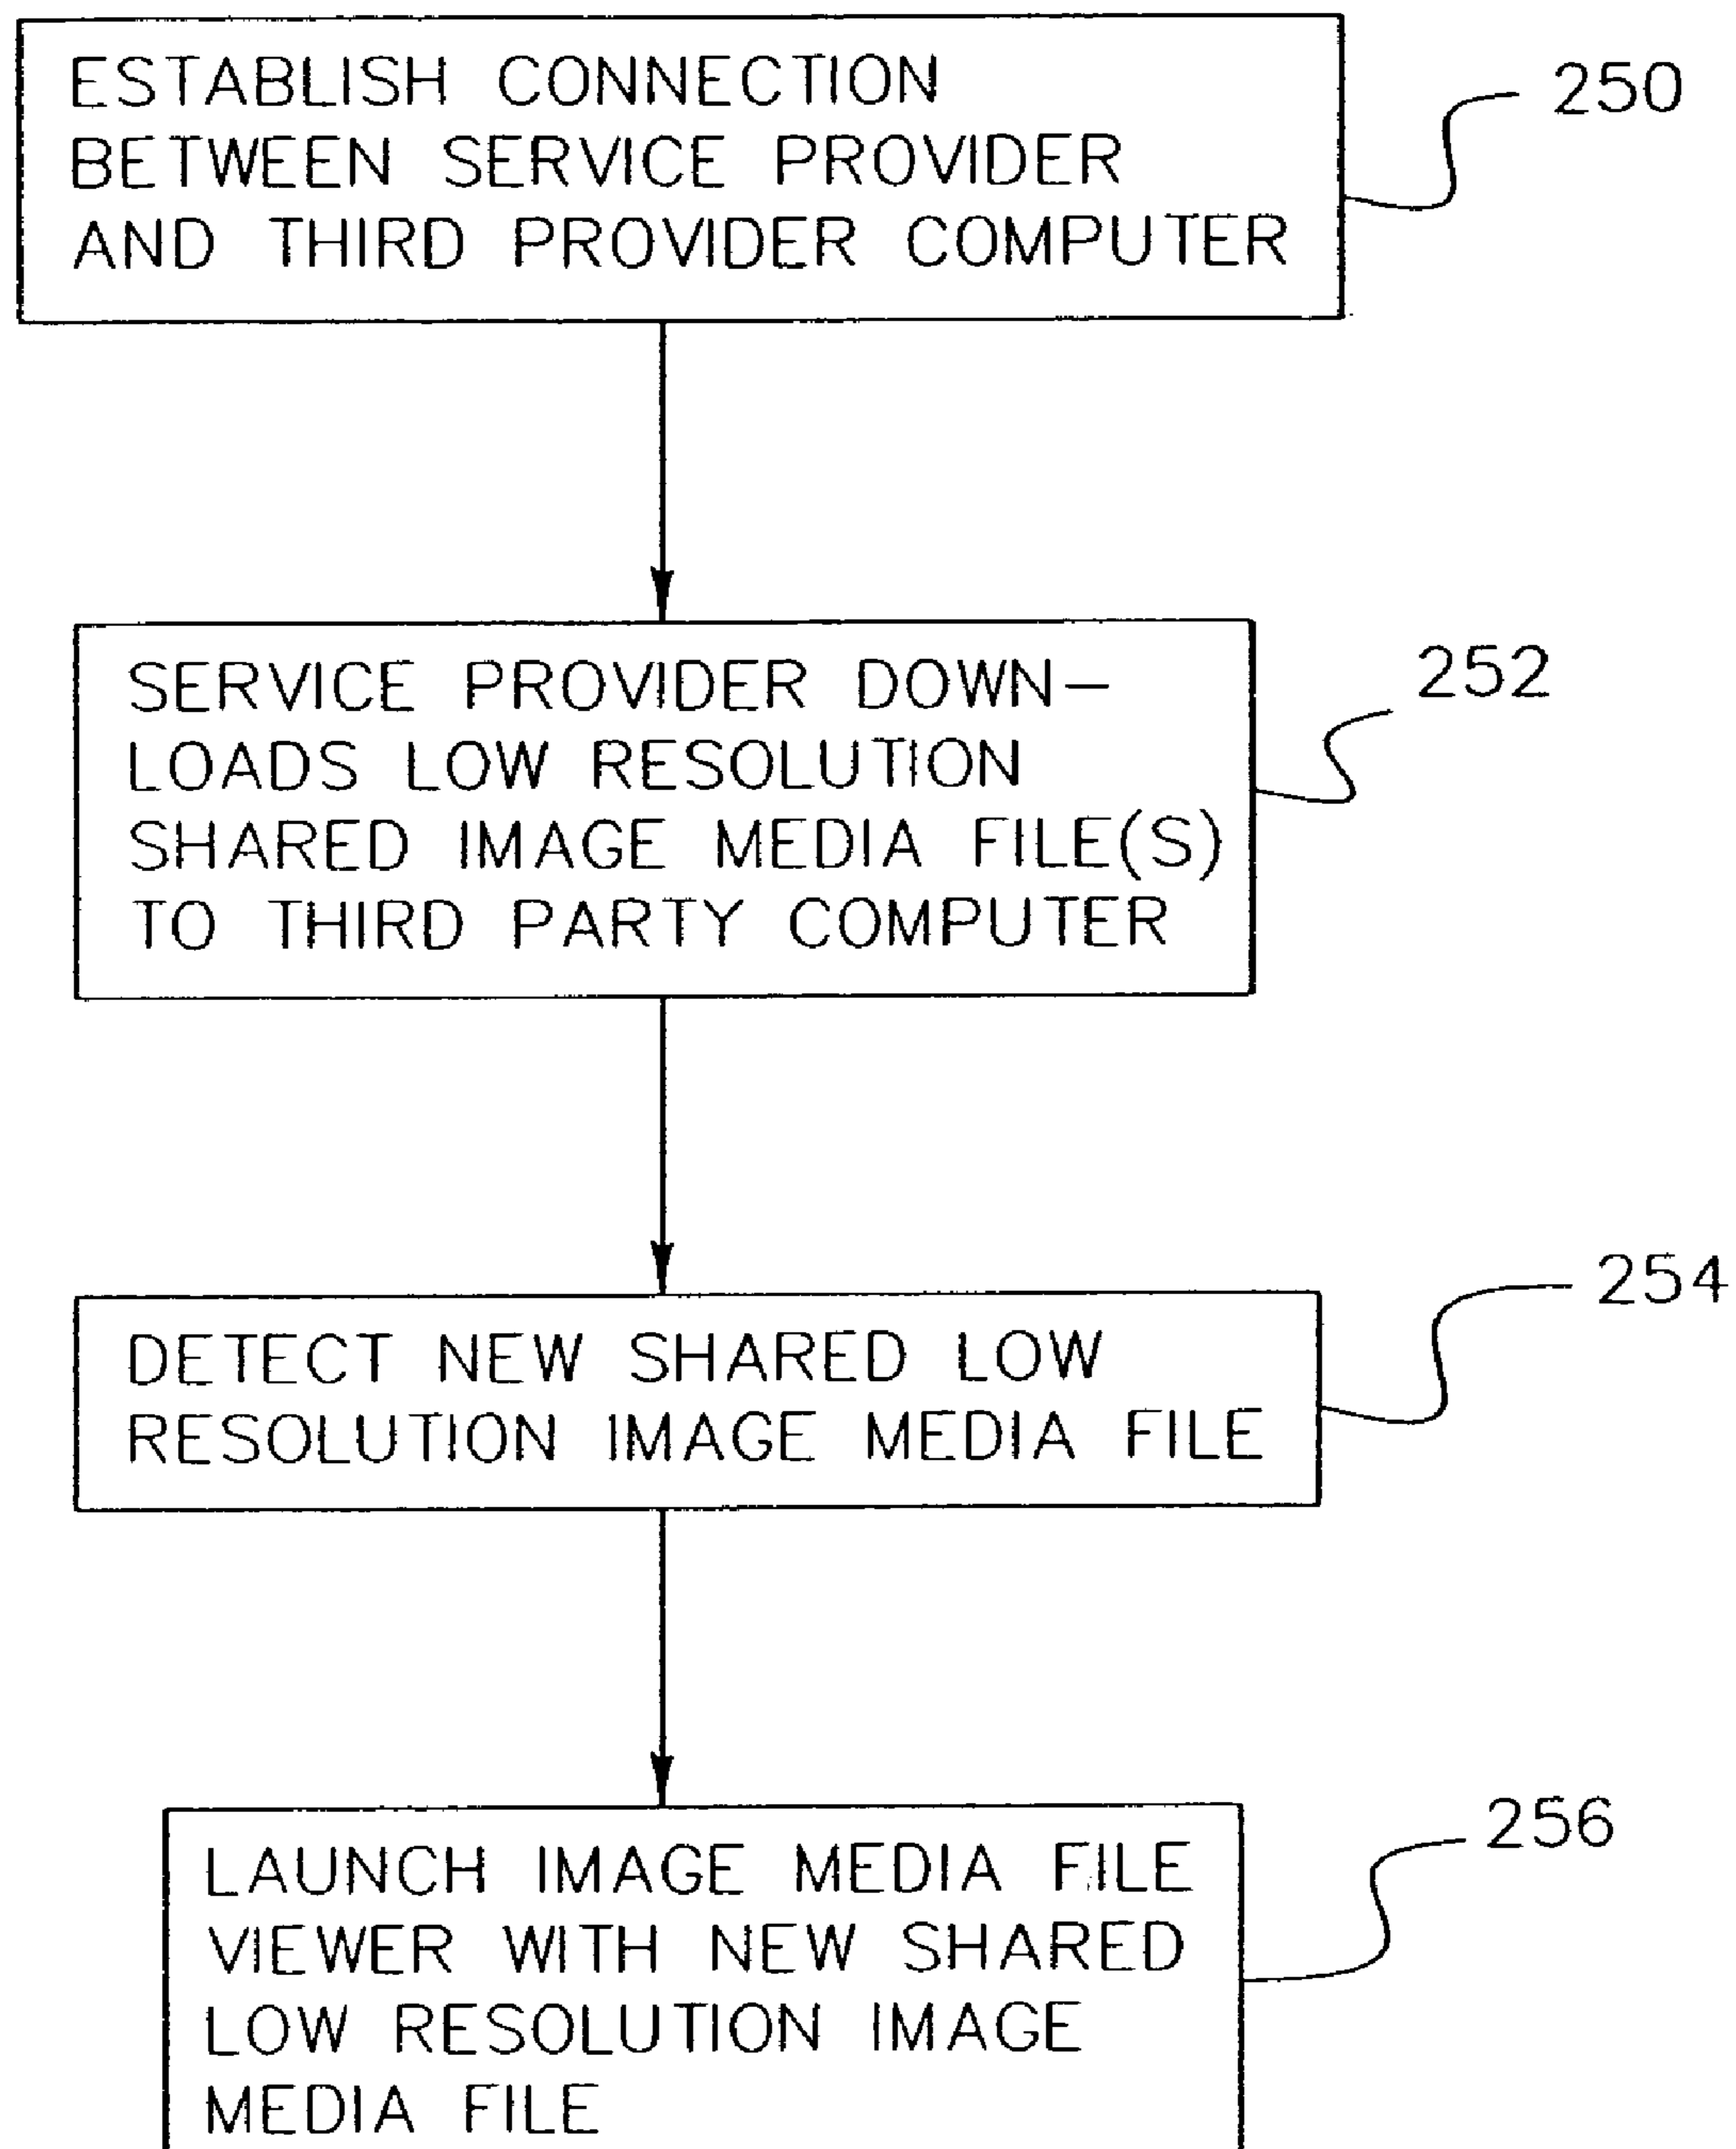 ESTABLISH CONNECTION
BETWEEN SERVICE PROVIDER
AND THIRD PROVIDER COMPUTER
250
SERVICE PROVIDER DOWN-
LOADS LOW RESOLUTION
SHARED IMAGE MEDIA FILE(S)
TO THIRD PARTY COMPUTER
252
DETECT NEW SHARED LOW
RESOLUTION IMAGE MEDIA FILE
254
LAUNCH IMAGE MEDIA FILE
VIEWER WITH NEW SHARED
LOW RESOLUTION IMAGE
MEDIA FILE
256